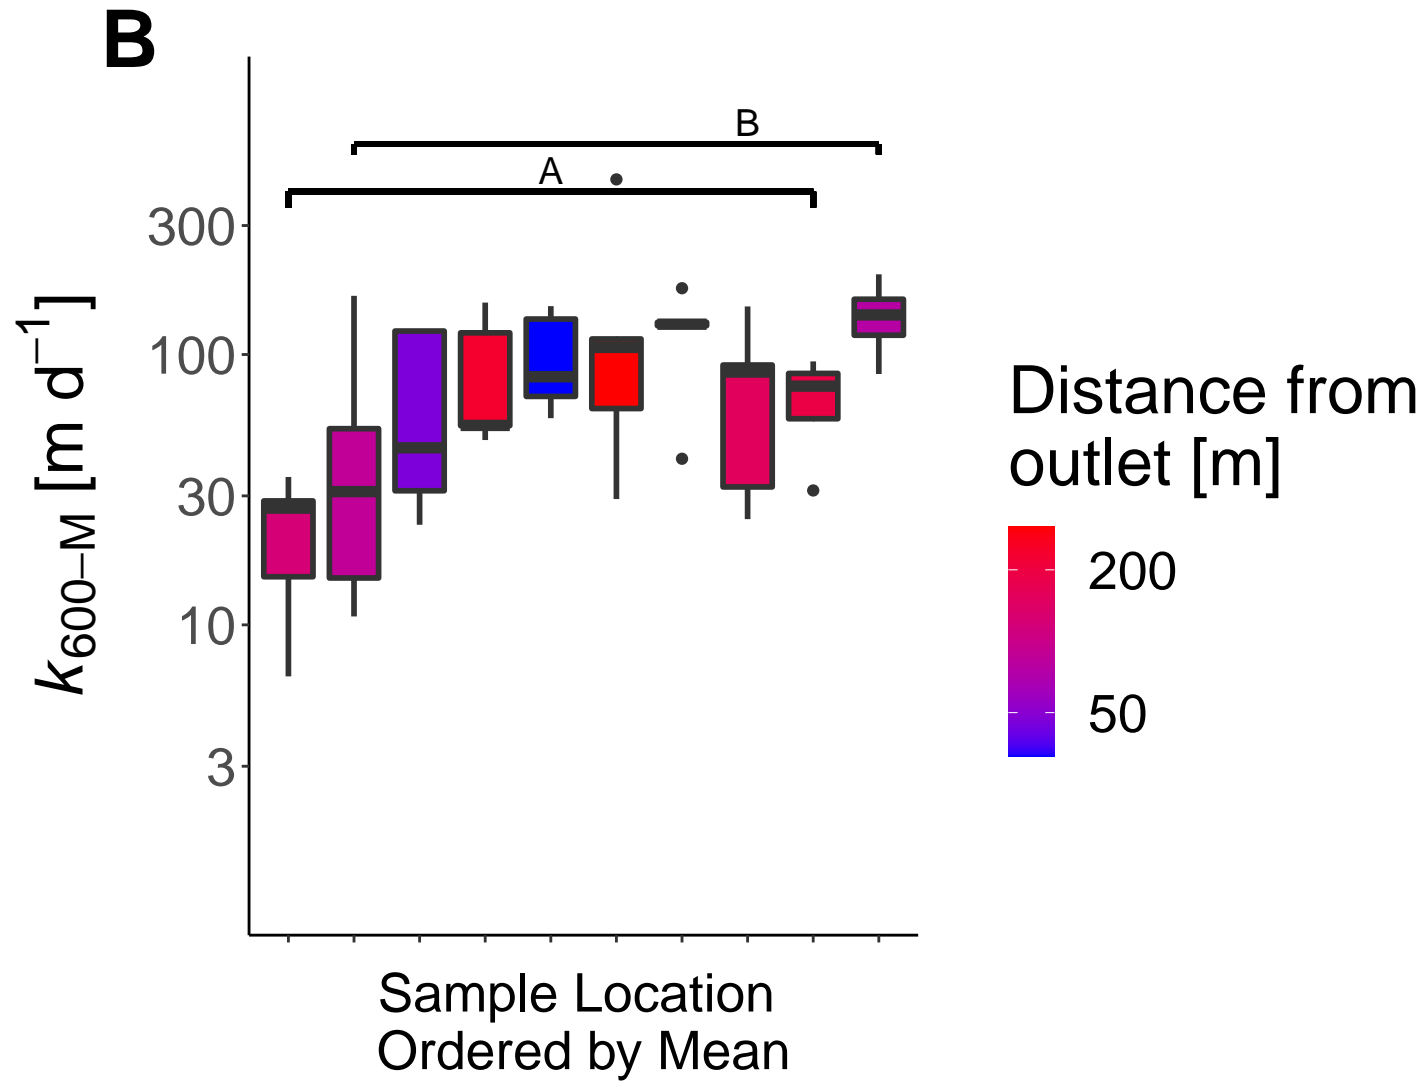 B
B
A
300
100
30
10
3
k600–M [m d−1]
Sample Location
Ordered by Mean
Distance from
outlet [m]
200
50